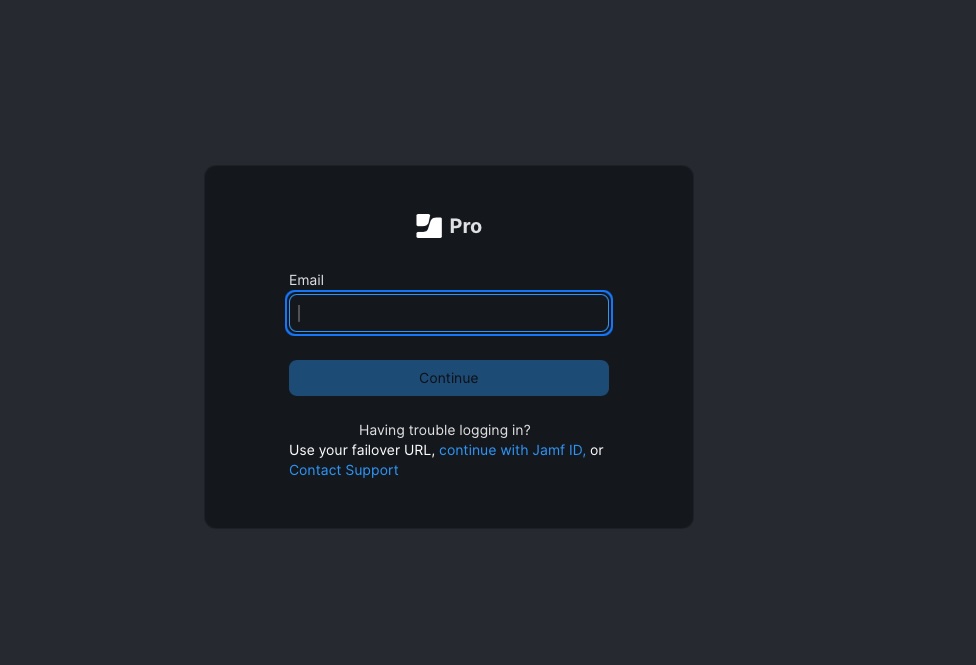 Pro
Email
Continue
Having trouble logging in?
Use your failover URL, continue with Jamf ID, or
Contact Support